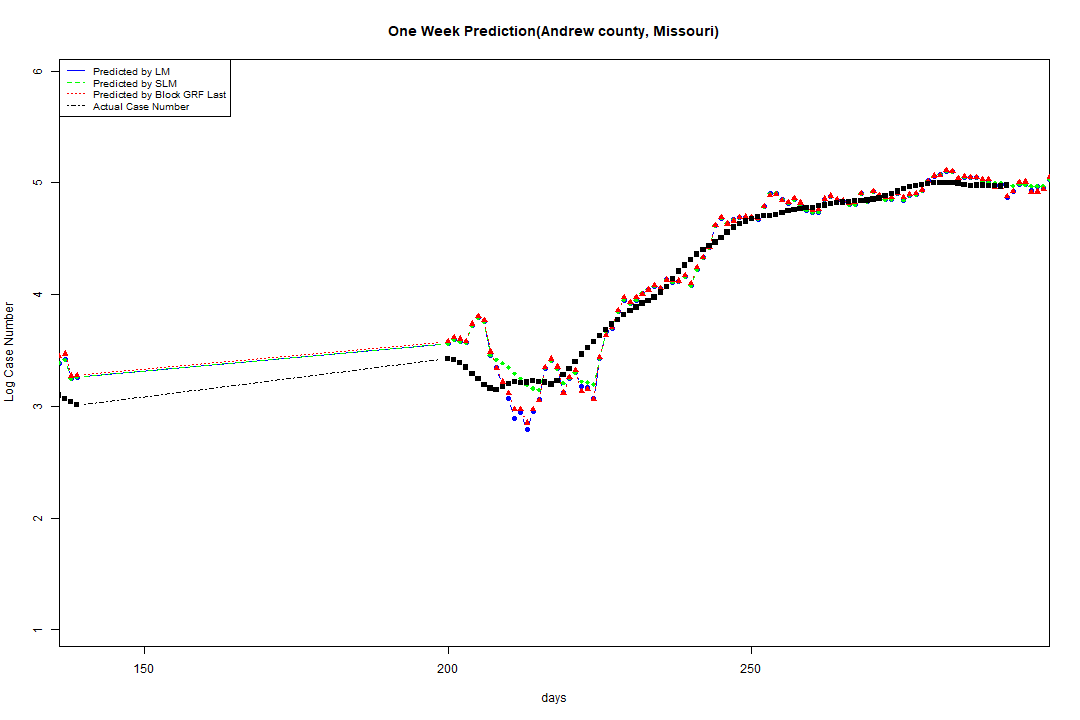 One Week Prediction(Andrew county, Missouri)
Predicted by LM
Predicted by SLM
Predicted by Block GRF Last
Actual Case Number
6
5
4
3
2
1
Log Case Number
150
200
250
days